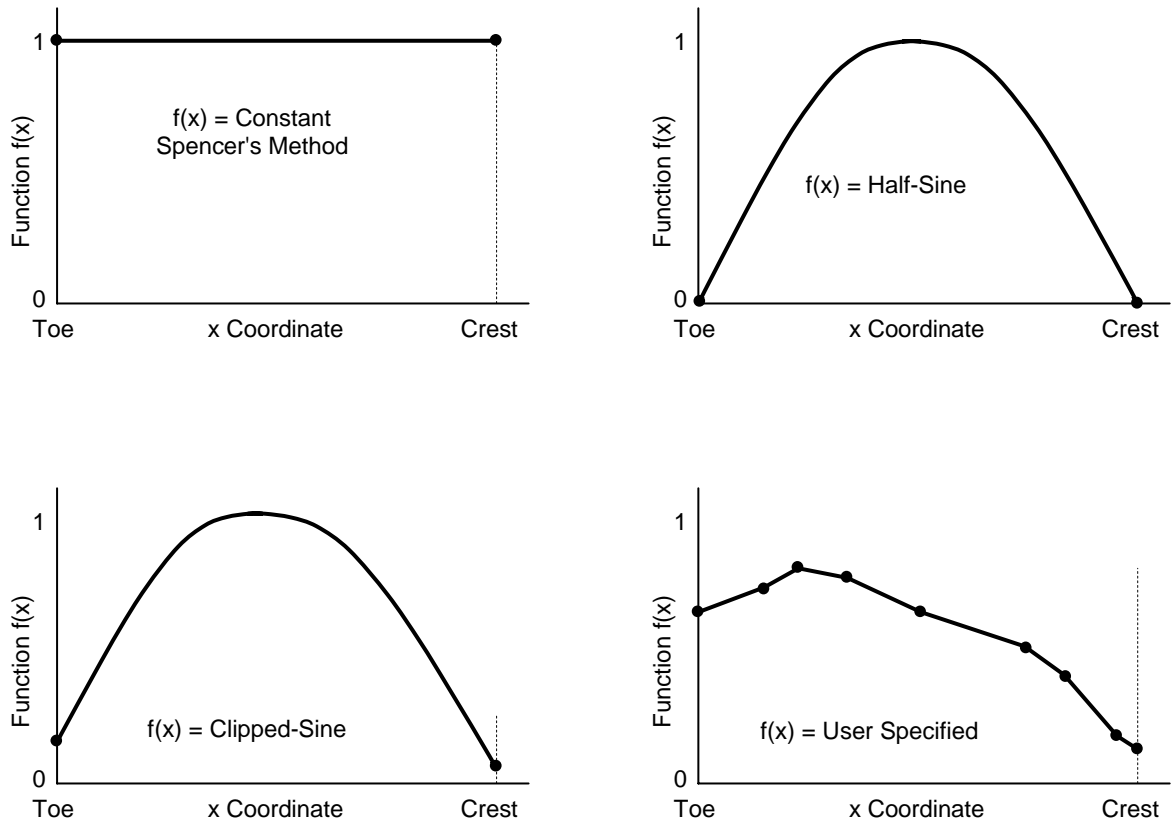 1
Function f(x)
f(x) = Constant
Spencer's Method
0
Toe
x Coordinate
Crest
1
Function f(x)
f(x) = Half-Sine
0
Toe
x Coordinate
Crest
1
Function f(x)
f(x) = Clipped-Sine
0
Toe
x Coordinate
Crest
1
Function f(x)
f(x) = User Specified
0
Toe
x Coordinate
Crest